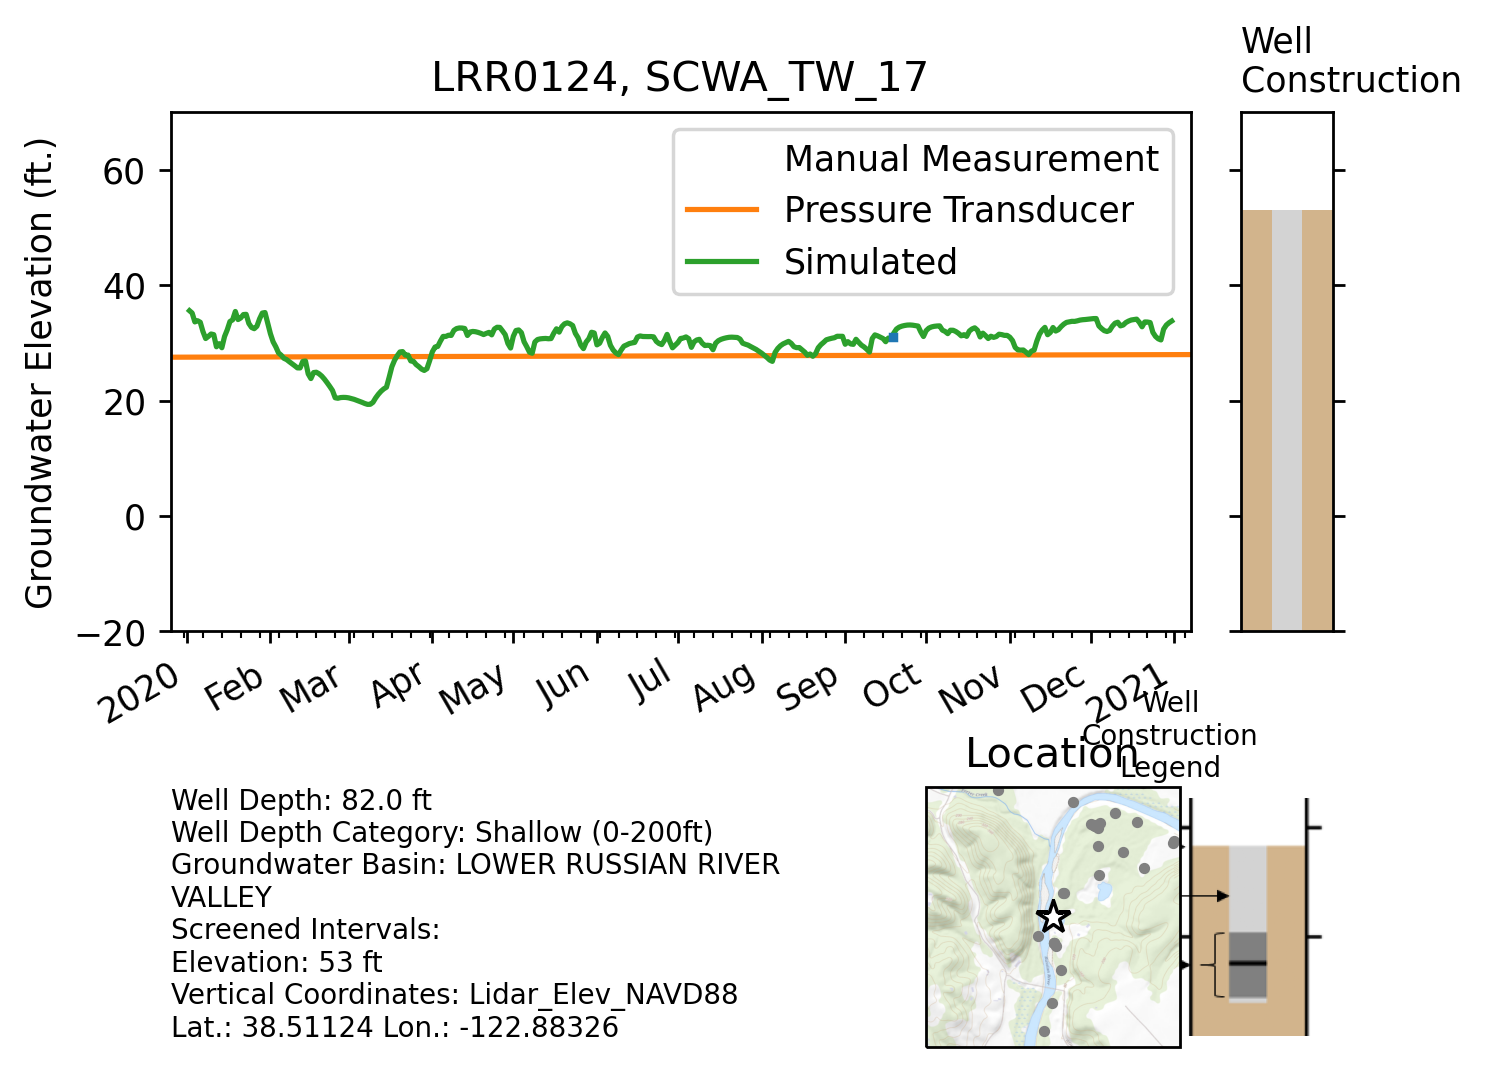 Well
Construction
LRR0124, SCWA_TW_17
Groundwater Elevation (ft.)
60
40
20
0
−20
Manual Measurement
Pressure Transducer
Simulated
2020
Feb
Mar
Apr
May
Jun
Jul
Aug
Sep
Oct
Nov
Dec
2021
Well
Construction
Legend
Location
Well Depth: 82.0 ft
Well Depth Category: Shallow (0-200ft)
Groundwater Basin: LOWER RUSSIAN RIVER
VALLEY
Screened Intervals:
Elevation: 53 ft
Vertical Coordinates: Lidar_Elev_NAVD88
Lat.: 38.51124 Lon.: -122.88326